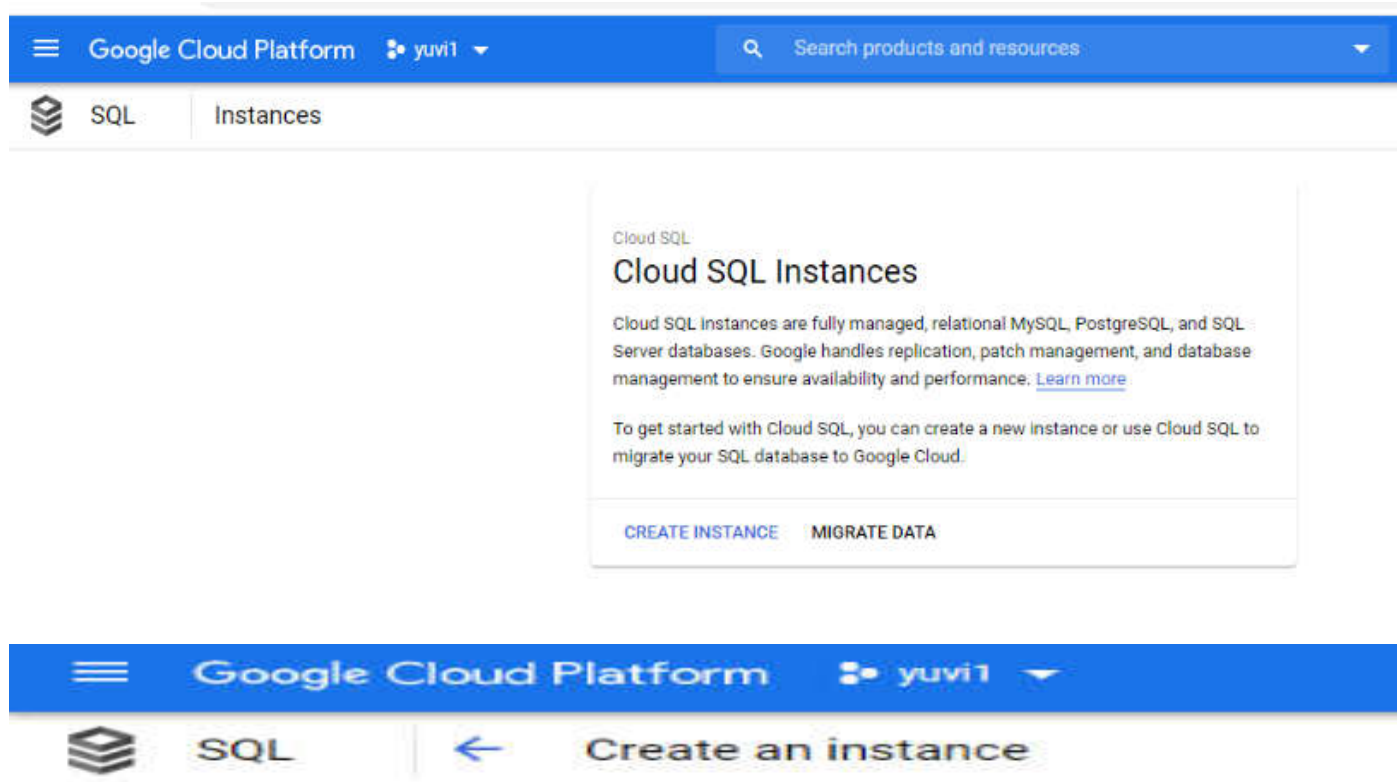 Google Cloud Platform yuvi1 Search products and resources
SQL Instances
Cloud SQL
Cloud SQL Instances
Cloud SQL instances are fully managed, relational MySQL, PostgreSQL, and SQL
Server databases. Google handles replication, patch management, and database
management to ensure availability and performance. Learn more
To get started with Cloud SQL, you can create a new instance or use Cloud SQL to
migrate your SQL database to Google Cloud.
CREATE INSTANCE MIGRATE DATA
Google Cloud Platform yuvi1
SQL Create an instance